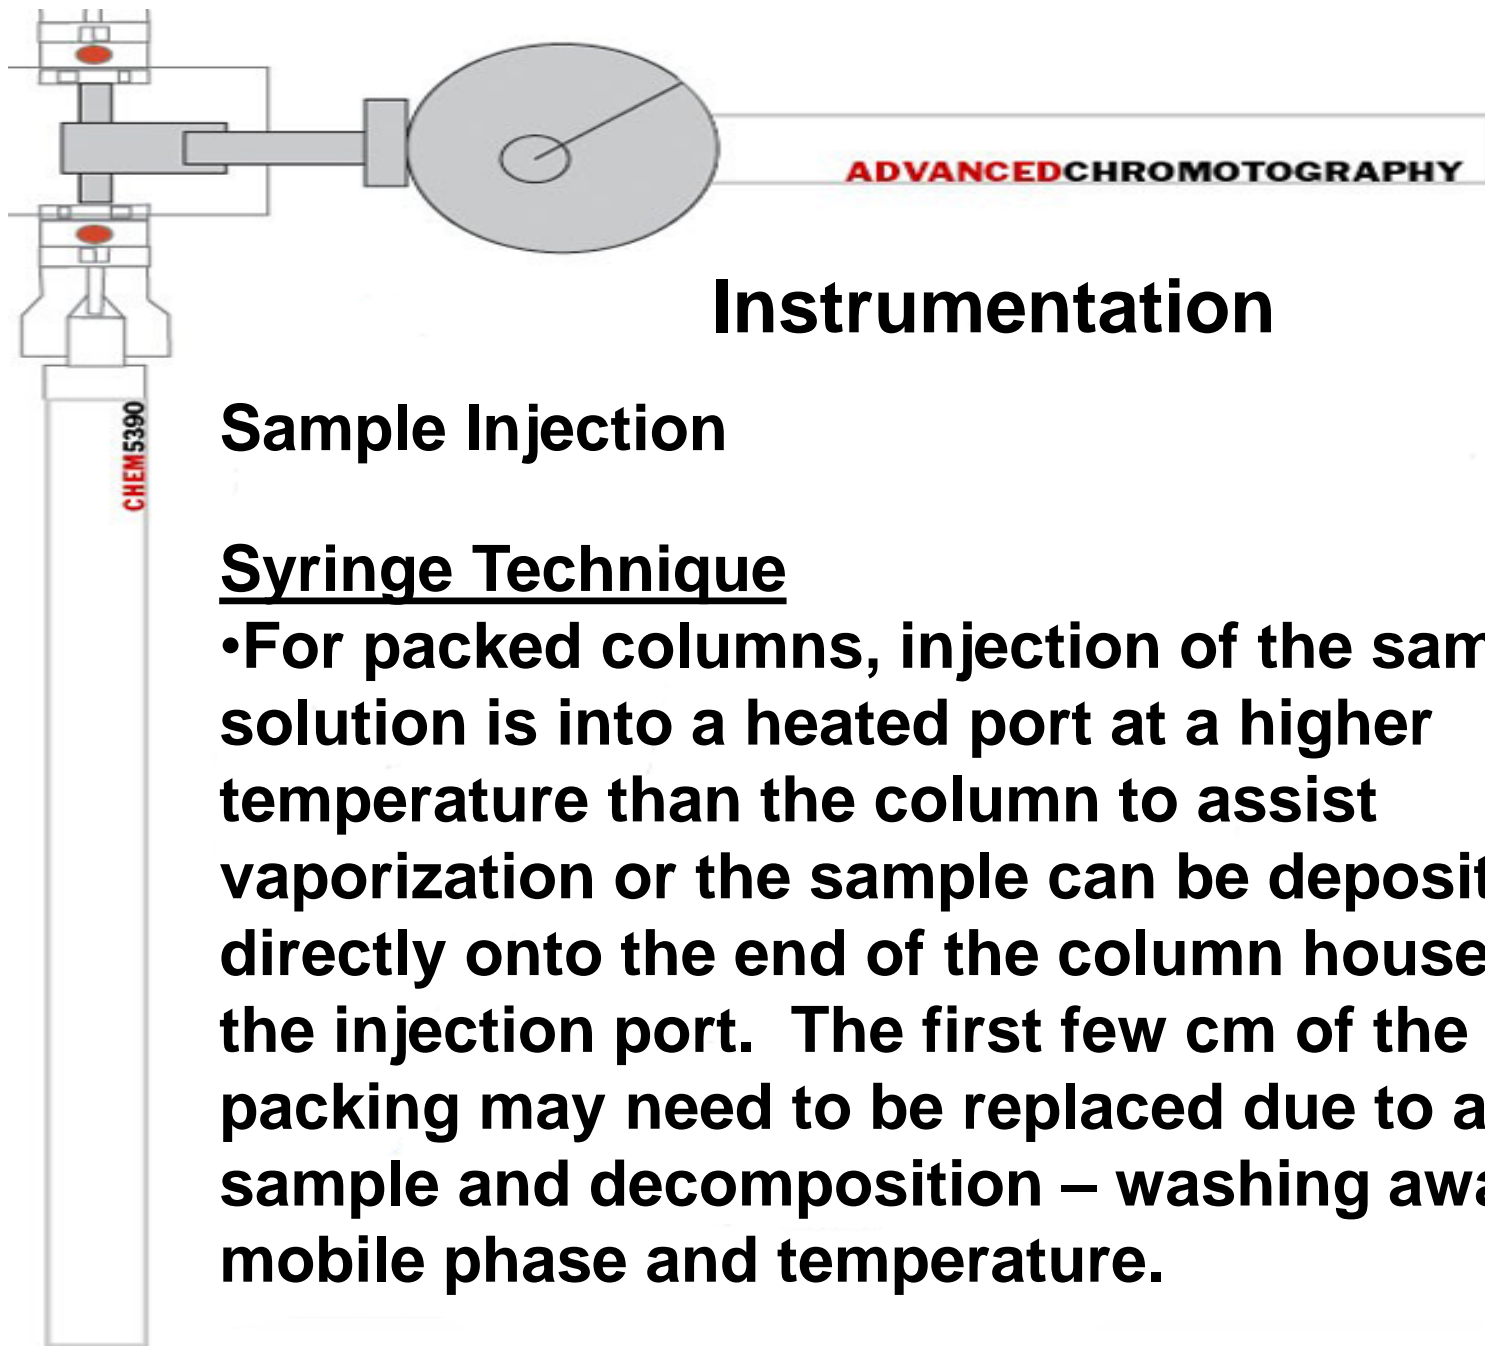 ADVANCEDCHROMOTOGRAPHY
Instrumentation
CHEM5390
Sample Injection
Syringe Technique
•For packed columns, injection of the
solution is into a heated port at a higher
temperature than the column to assist
vaporization or the sample can be
directly onto the end of the column
the injection port. The first few cm of the
packing may need to be replaced due to
sample and decomposition – washing
mobile phase and temperature.